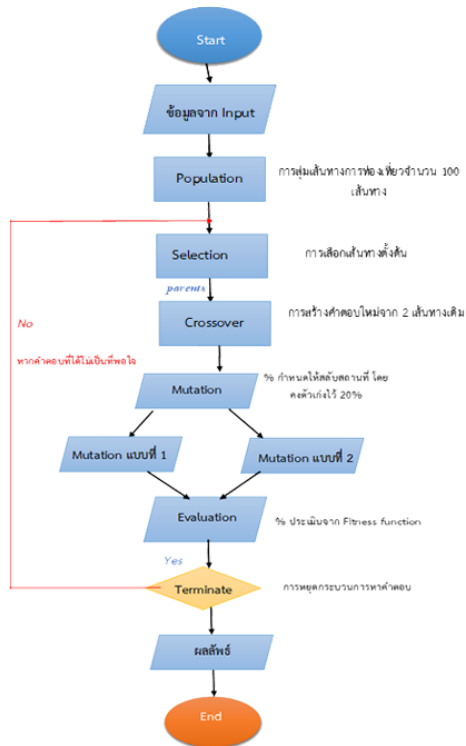 Start
ข้อมูลจาก Input
Population
การสุ่มเส้นทางการท่องเที่ยวจำนวน 100
เส้นทาง
Selection
การเลือกเส้นทางตั้งต้น
parents
Crossover
การสร้างคำตอบใหม่จาก 2 เส้นทางเดิม
No
หากคำตอบที่ได้ไม่เป็นที่พอใจ
Mutation
% กำหนดให้สลับสถานที่ โดย
คงตัวเก่งไว้ 20%
Mutation แบบที่ 1
Mutation แบบที่ 2
Evaluation
% ประเมินจาก Fitness function
Yes
Terminate
การหยุดกระบวนการหาคำตอบ
ผลลัพธ์
End